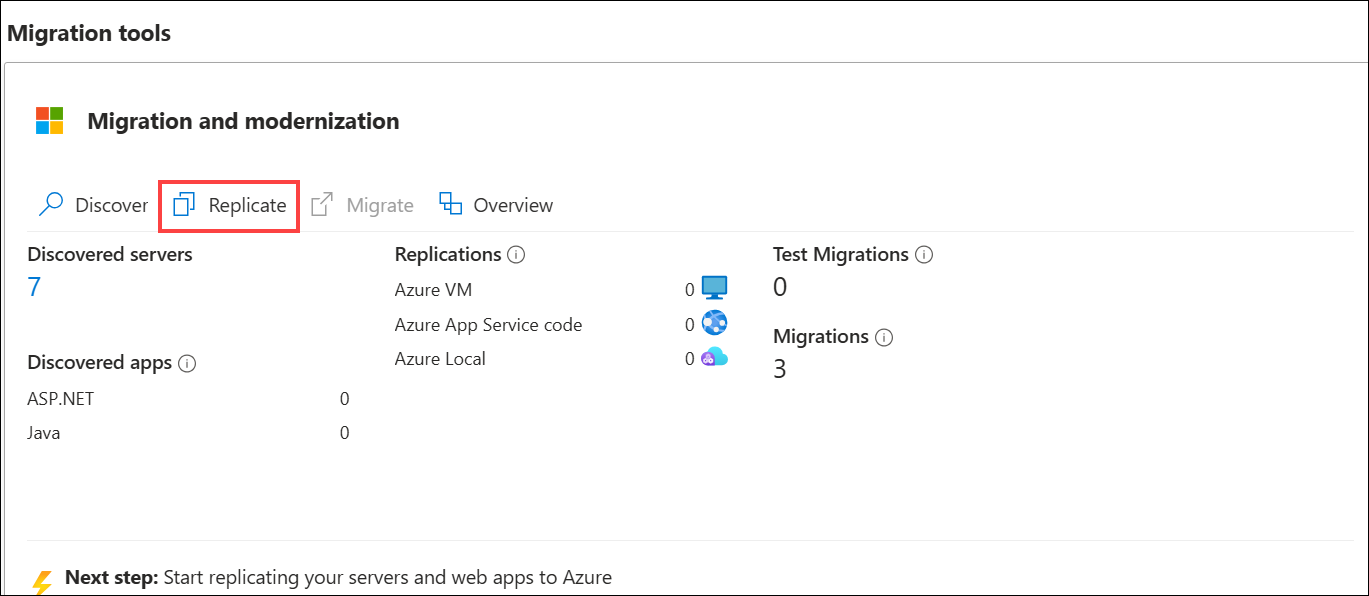 Migration tools
Migration and modernization
Discover Replicate Migrate Overview
Discovered servers
7
Discovered apps
ASP.NET 0
Java 0
Replications
Azure VM 0
Azure App Service code 0
Azure Local 0
Test Migrations
0
Migrations
3
Next step: Start replicating your servers and web apps to Azure